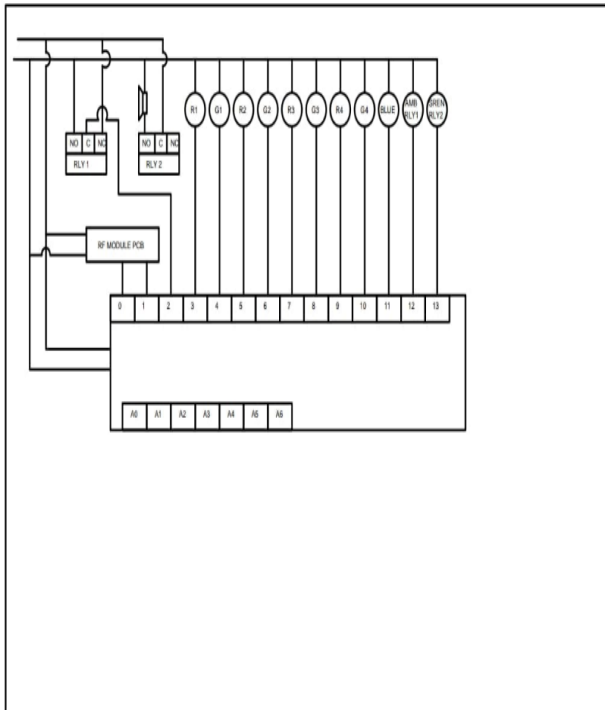 R1 G1 R2 G2 R3 G3 R4 G4 BLUE AMB RLY1 SREN RLY2
NO C NC NO C NC
RLY 1 RLY 2
RF MODULE PCB
0 1 2 3 4 5 6 7 8 9 10 11 12 13
A0 A1 A2 A3 A4 A5 A6